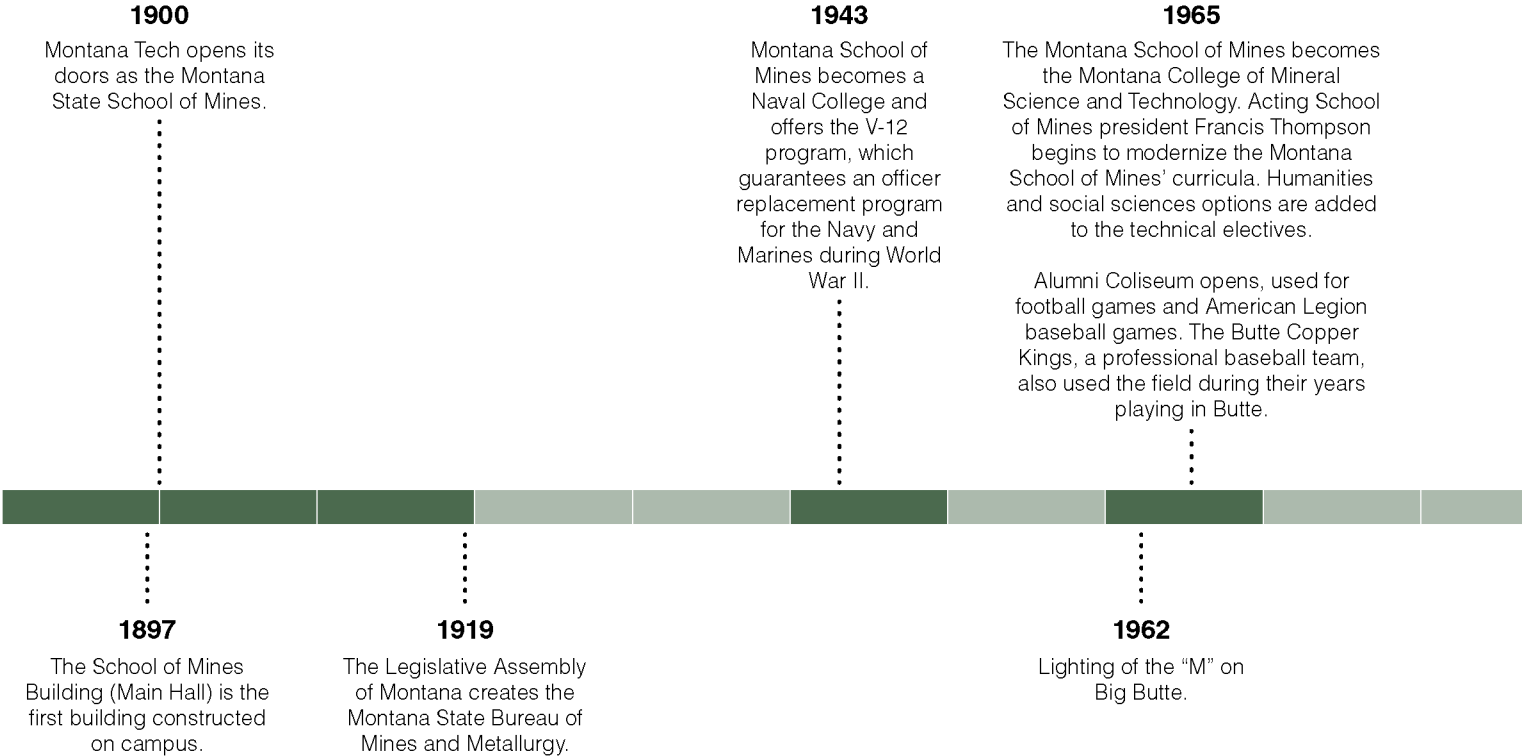 1900
Montana Tech opens its
doors as the Montana
State School of Mines.
1943
Montana School of
Mines becomes a
Naval College and
offers the V-12
program, which
guarantees an officer
replacement program
for the Navy and
Marines during World
War II.
1965
The Montana School of Mines becomes
the Montana College of Mineral
Science and Technology. Acting School
of Mines president Francis Thompson
begins to modernize the Montana
School of Mines’ curricula. Humanities
and social sciences options are added
to the technical electives.
Alumni Coliseum opens, used for
football games and American Legion
baseball games. The Butte Copper
Kings, a professional baseball team,
also used the field during their years
playing in Butte.
1897
The School of Mines
Building (Main Hall) is the
first building constructed
on campus.
1919
The Legislative Assembly
of Montana creates the
Montana State Bureau of
Mines and Metallurgy.
1962
Lighting of the “M” on
Big Butte.